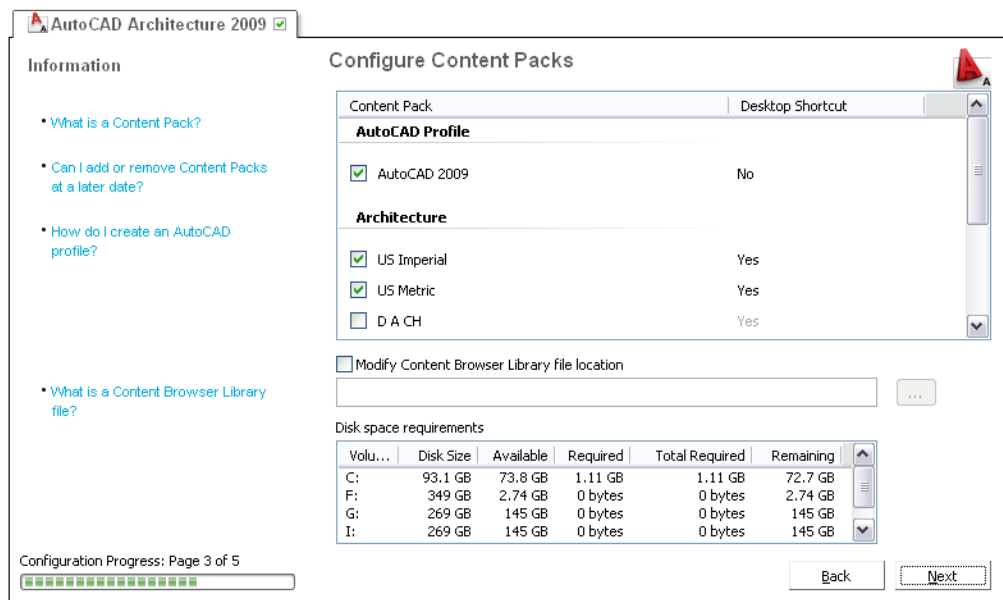 AutoCAD Architecture 2009
Information
• What is a Content Pack?
• Can I add or remove Content Packs
at a later date?
• How do I create an AutoCAD
profile?
• What is a Content Browser Library
file?
Configuration Progress: Page 3 of 5
Configure Content Packs
Content Pack Desktop Shortcut
AutoCAD Profile
AutoCAD 2009 No
Architecture
US Imperial Yes
US Metric Yes
D A CH Yes
Modify Content Browser Library file location
...
Disk space requirements
Volu... Disk Size Available Required Total Required Remaining
C: 93.1 GB 73.8 GB 1.11 GB 1.11 GB 72.7 GB
F: 349 GB 2.74 GB 0 bytes 0 bytes 2.74 GB
G: 269 GB 145 GB 0 bytes 0 bytes 145 GB
I: 269 GB 145 GB 0 bytes 0 bytes 145 GB
Back Next